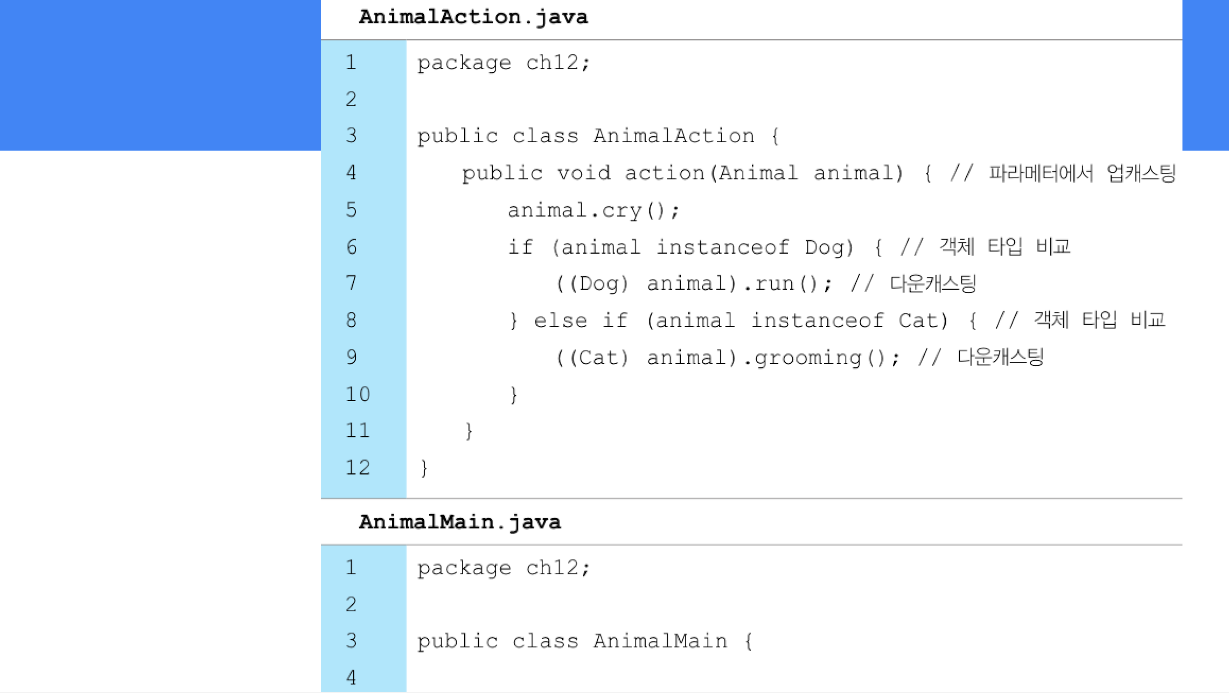 AnimalAction.java
1 package ch12;
2
3 public class AnimalAction {
4 public void action(Animal animal) { // 파라메터에서 업캐스팅
5 animal.cry();
6 if (animal instanceof Dog) { // 객체 타입 비교
7 ((Dog) animal).run(); // 다운캐스팅
8 } else if (animal instanceof Cat) { // 객체 타입 비교
9 ((Cat) animal).grooming(); // 다운캐스팅
10 }
11 }
12 }
AnimalMain.java
1 package ch12;
2
3 public class AnimalMain {
4